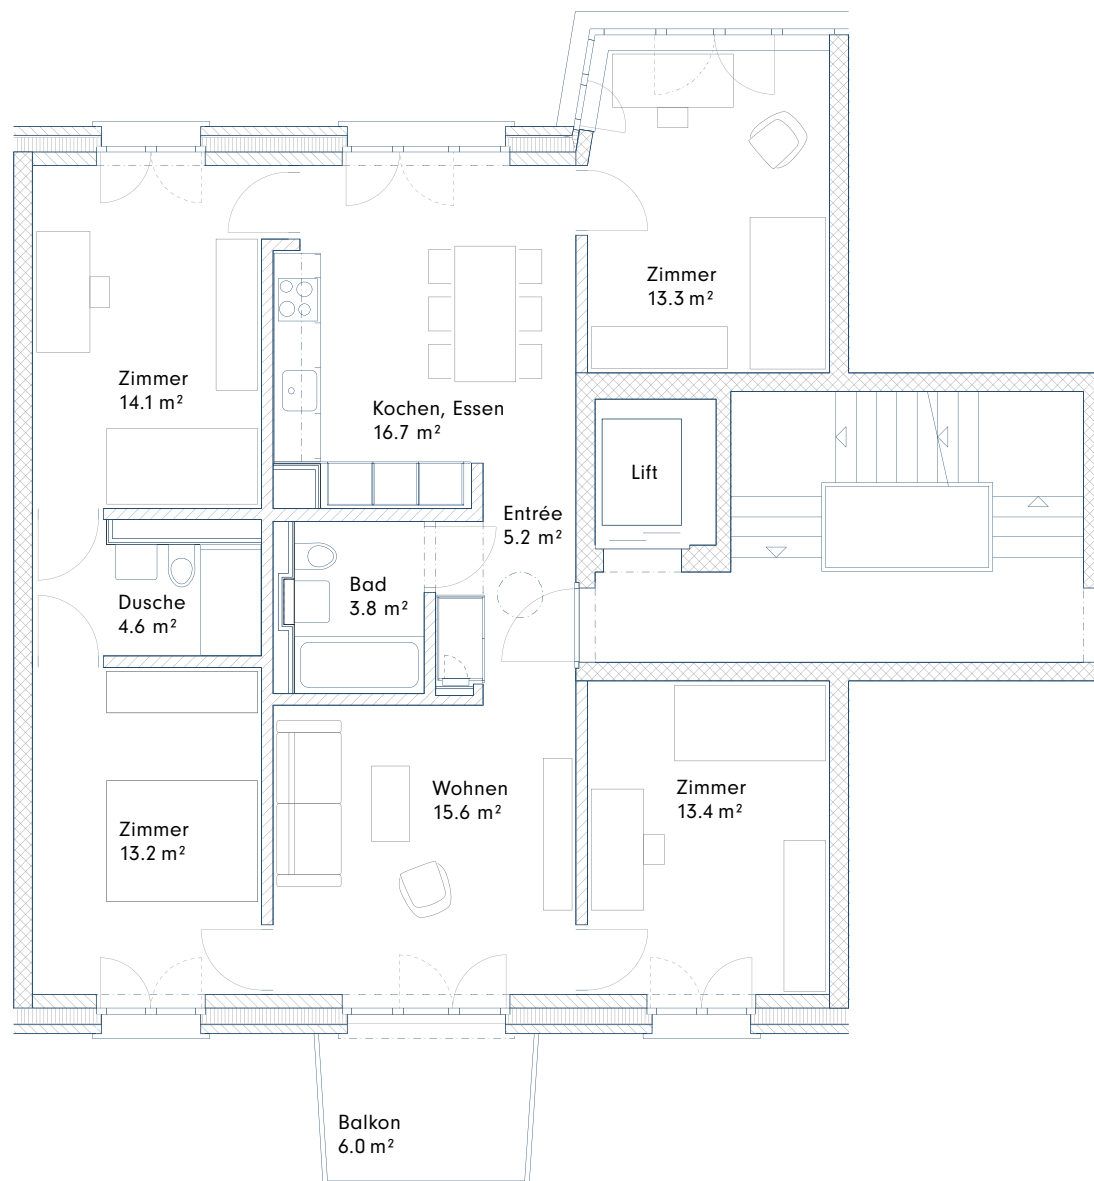 Zimmer
13.3 m²
Zimmer
14.1 m²
Kochen, Essen
16.7 m²
Lift
Entrée
5.2 m²
Bad
3.8 m²
Dusche
4.6 m²
Wohnen
15.6 m²
Zimmer
13.4 m²
Zimmer
13.2 m²
Balkon
6.0 m²